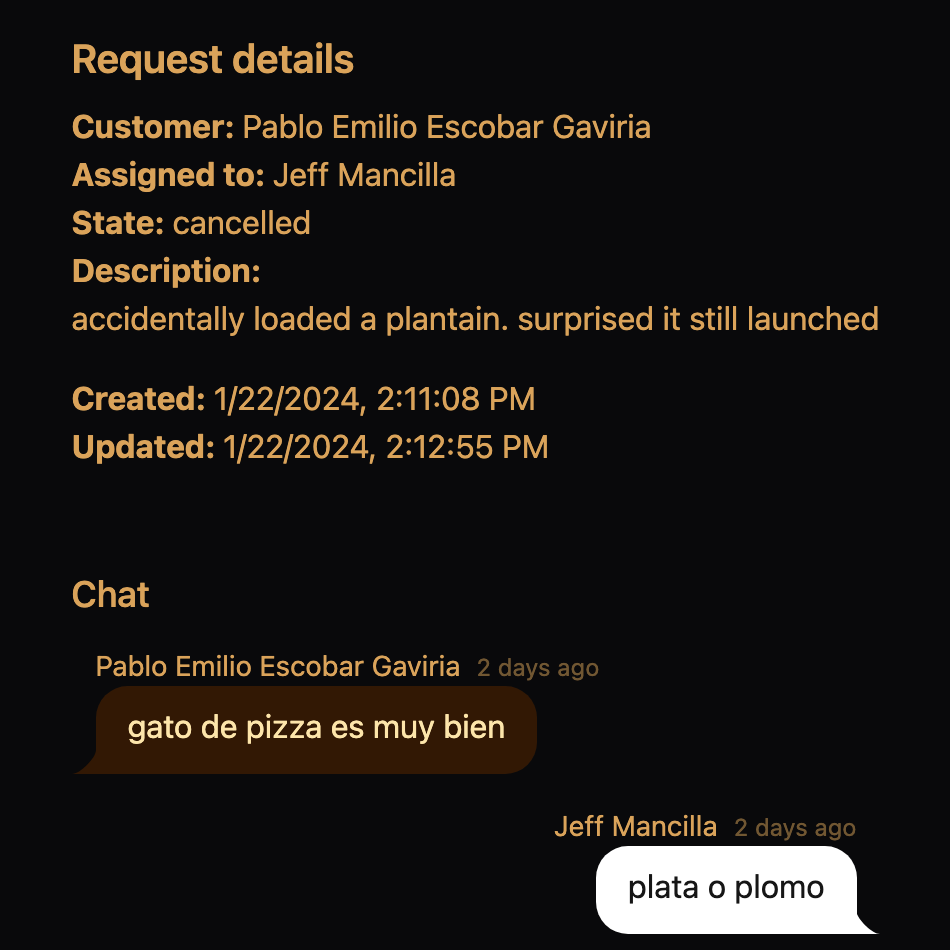 Request details
Customer: Pablo Emilio Escobar Gaviria
Assigned to: Jeff Mancilla
State: cancelled
Description:
accidentally loaded a plantain. surprised it still launched
Created: 1/22/2024, 2:11:08 PM
Updated: 1/22/2024, 2:12:55 PM
Chat
Pablo Emilio Escobar Gaviria 2 days ago
gato de pizza es muy bien
Jeff Mancilla 2 days ago
plata o plomo